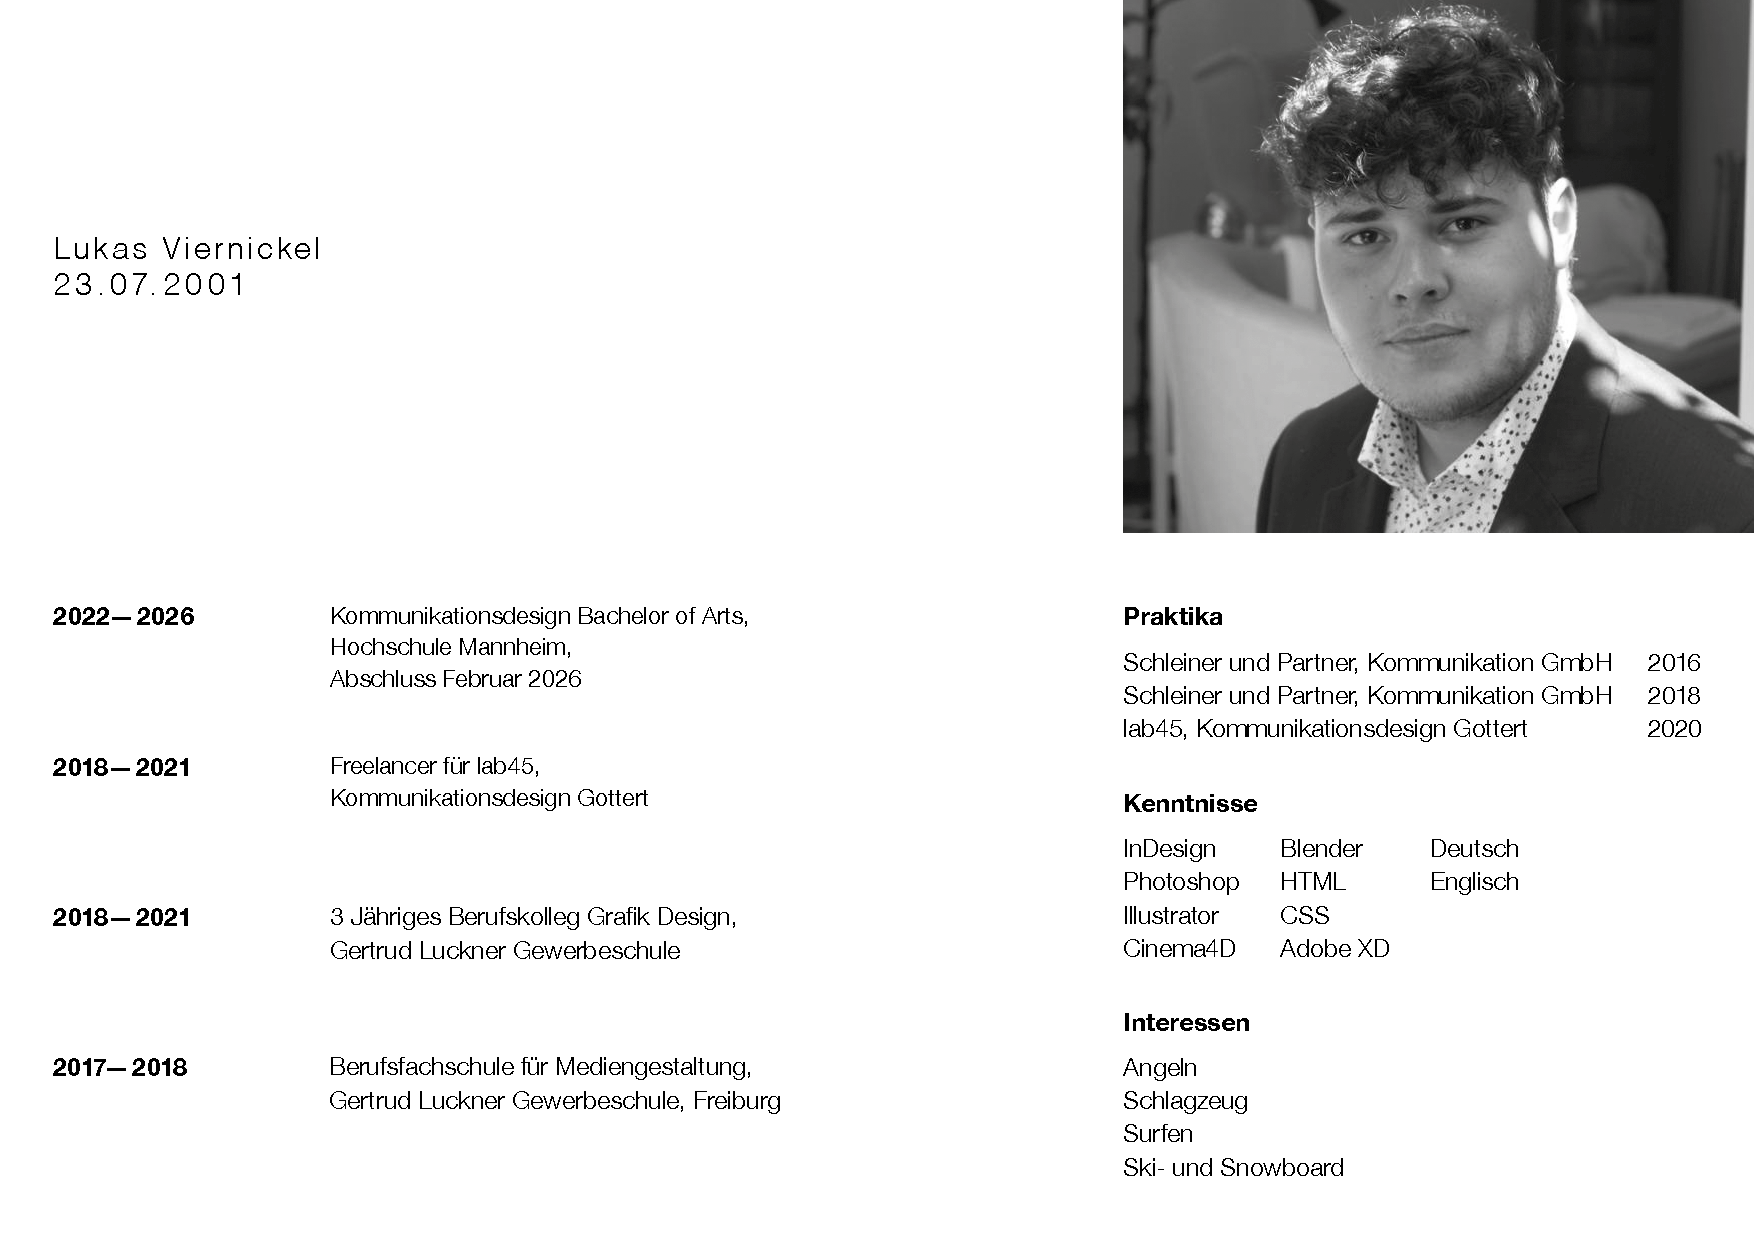 Lukas Viernickel
23.07.2001
2022— 2026
Kommunikationsdesign Bachelor of Arts,
Hochschule Mannheim,
Abschluss Februar 2026
2018— 2021
Freelancer für lab45,
Kommunikationsdesign Gottert
2018— 2021
3 Jähriges Berufskolleg Grafik Design,
Gertrud Luckner Gewerbeschule
2017— 2018
Berufsfachschule für Mediengestaltung,
Gertrud Luckner Gewerbeschule, Freiburg
Praktika
Schleiner und Partner, Kommunikation GmbH 2016
Schleiner und Partner, Kommunikation GmbH 2018
lab45, Kommunikationsdesign Gottert 2020
Kenntnisse
InDesign Blender Deutsch
Photoshop HTML Englisch
Illustrator CSS
Cinema4D Adobe XD
Interessen
Angeln
Schlagzeug
Surfen
Ski- und Snowboard